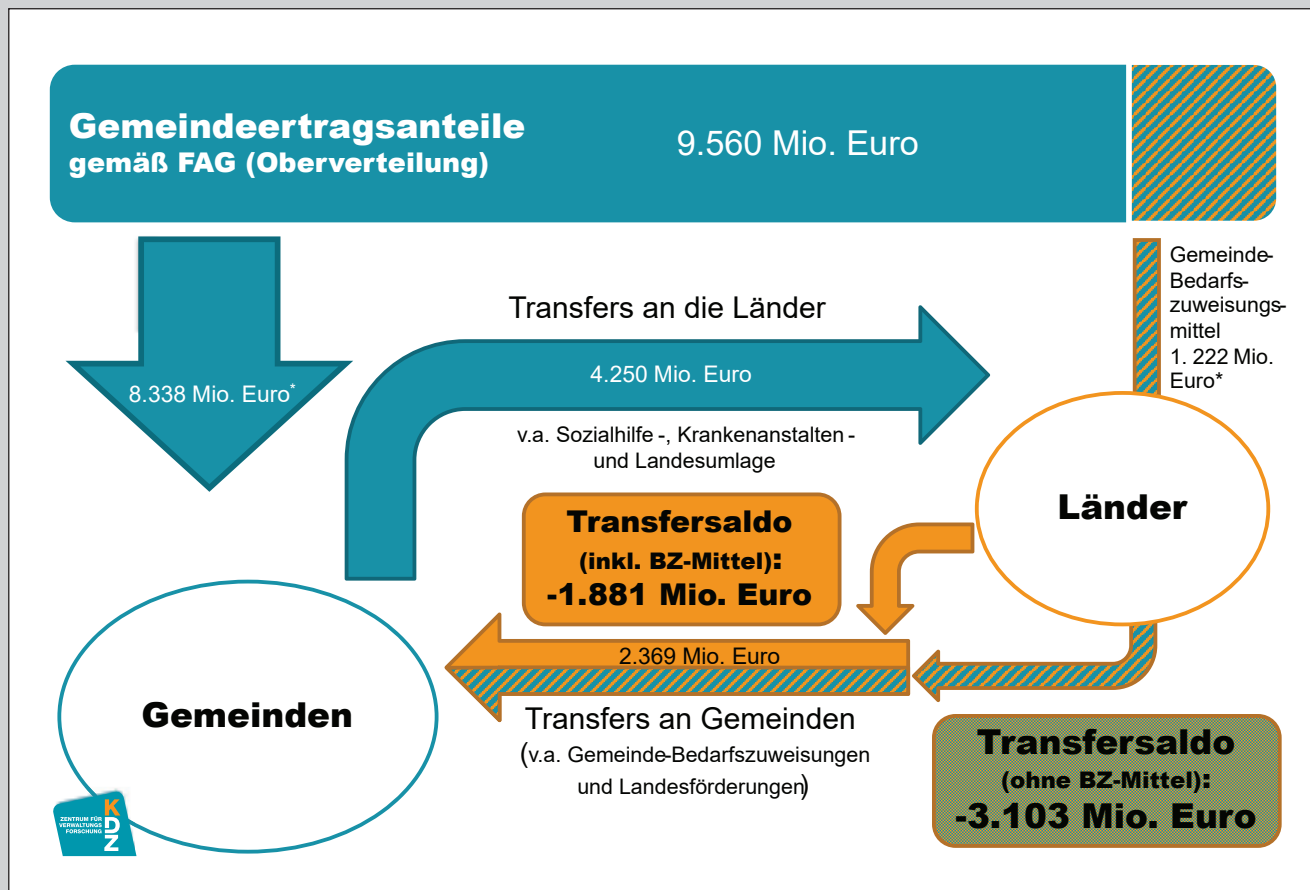 Gemeindeertragsanteile
gemäß FAG (Oberverteilung)
9.560 Mio. Euro
Gemeinde-
Bedarfs-
zuweisungs-
mittel
1. 222 Mio.
Euro*
8.338 Mio. Euro*
Transfers an die Länder
4.250 Mio. Euro
v.a. Sozialhilfe -, Krankenanstalten -
und Landesumlage
Länder
Transfersaldo
(inkl. BZ-Mittel):
-1.881 Mio. Euro
2.369 Mio. Euro
Gemeinden
Transfers an Gemeinden
(v.a. Gemeinde-Bedarfszuweisungen
und Landesförderungen)
Transfersaldo
(ohne BZ-Mittel):
-3.103 Mio. Euro
ZENTRUM FÜR
VERWALTUNGS
FORSCHUNG
KDZ